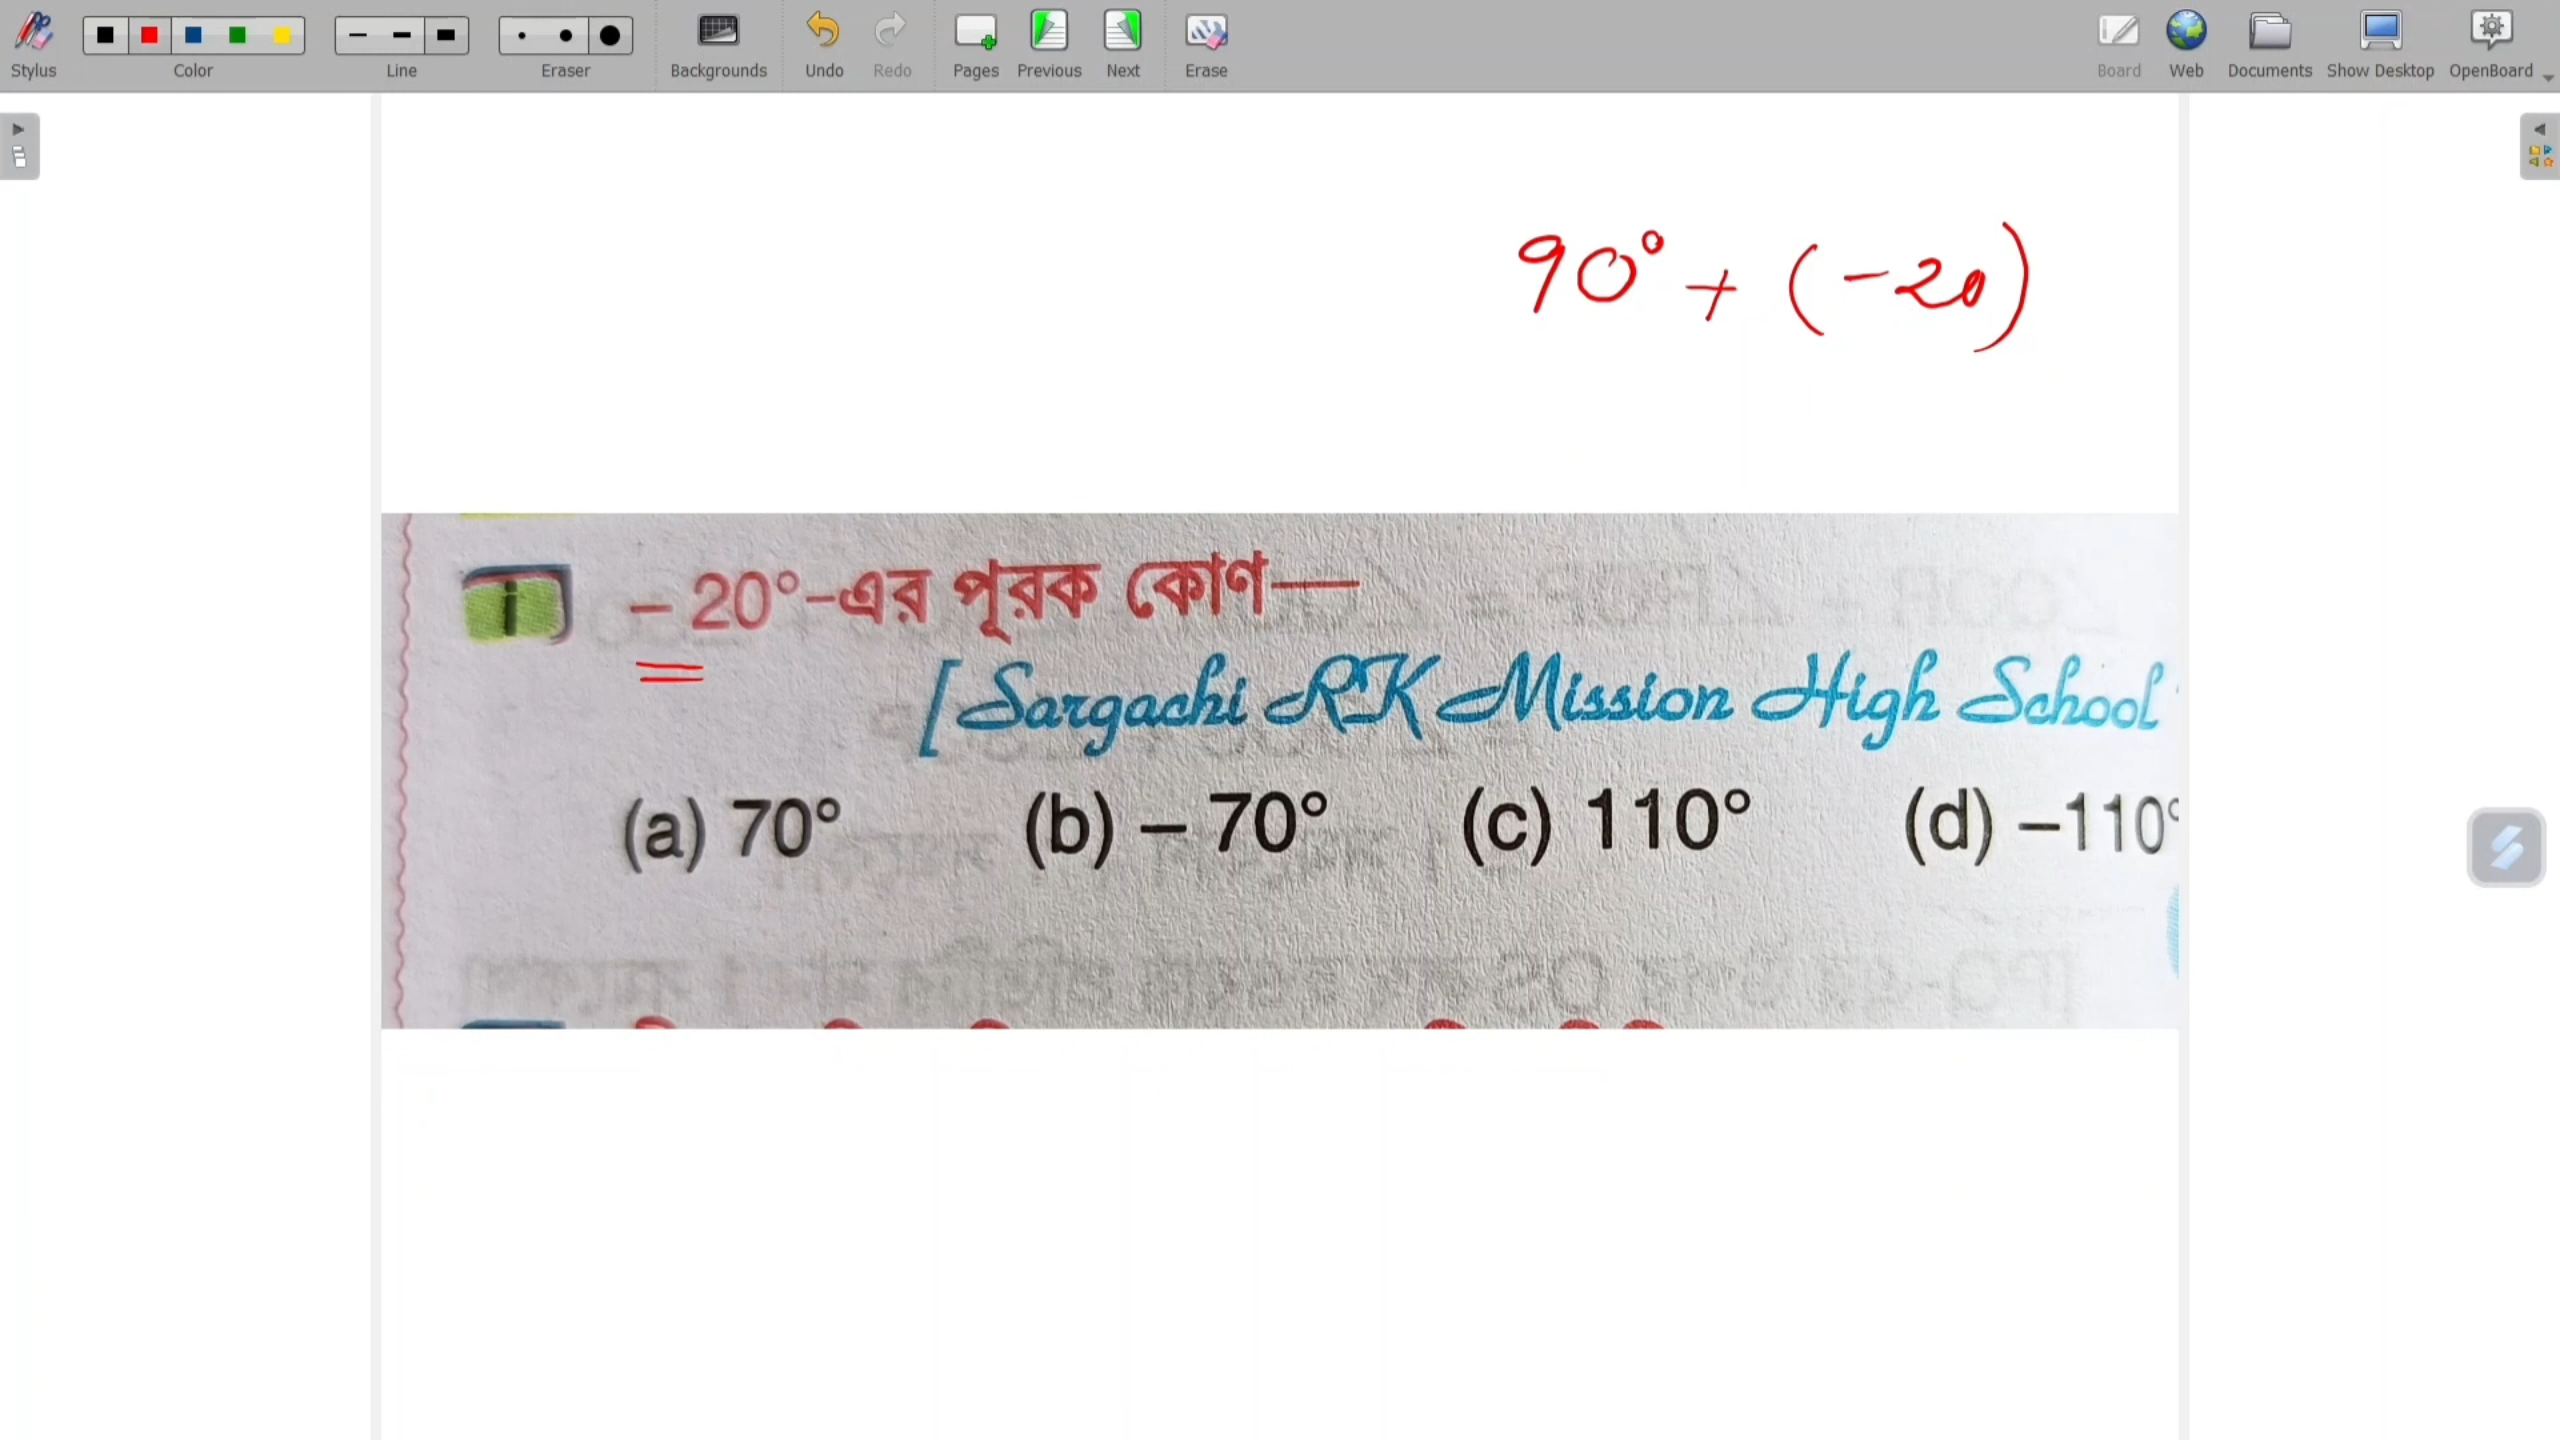 Stylus
Color
Line
Eraser
Backgrounds
Undo
Redo
Pages
Previous
Next
Erase
Board
Web
Documents
Show Desktop
OpenBoard
90° + (-20)
– 20°-এর পূরক কোণ—
[Sargachi RK Mission High School
(a) 70° (b) – 70° (c) 110° (d) –110°